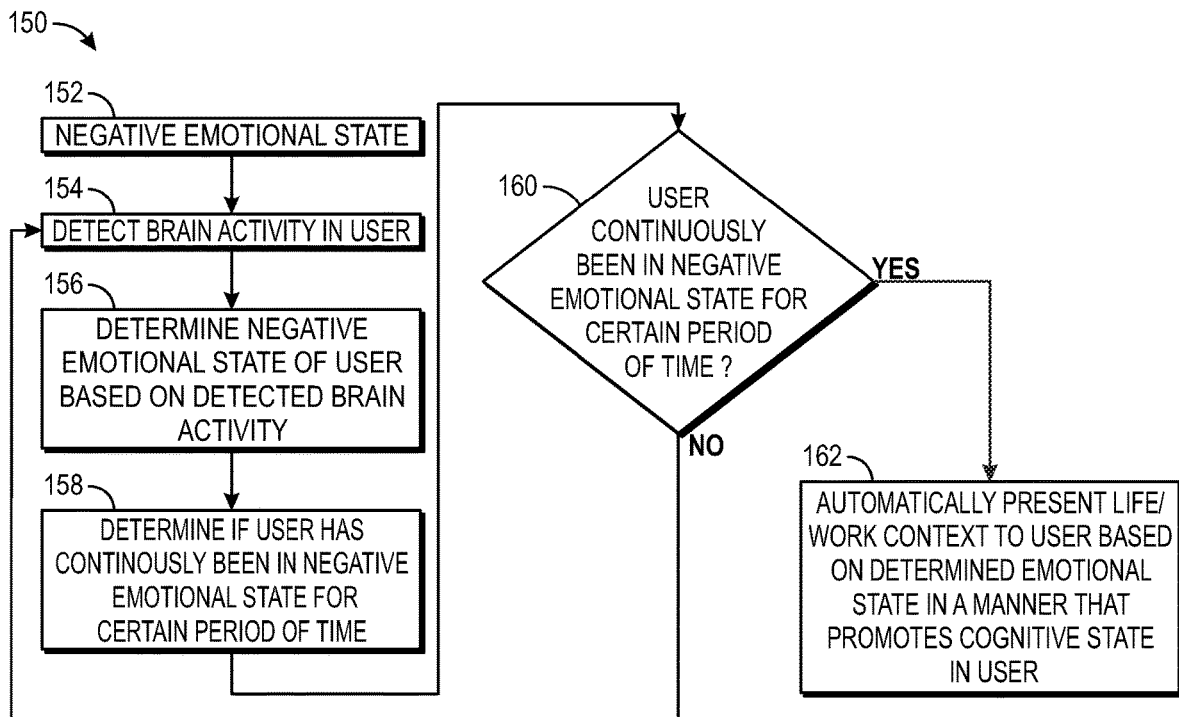 150
152
NEGATIVE EMOTIONAL STATE
154
DETECT BRAIN ACTIVITY IN USER
156
DETERMINE NEGATIVE
EMOTIONAL STATE OF USER
BASED ON DETECTED BRAIN
ACTIVITY
158
DETERMINE IF USER HAS
CONTINOUSLY BEEN IN NEGATIVE
EMOTIONAL STATE FOR
CERTAIN PERIOD OF TIME
160
USER
CONTINUOUSLY
BEEN IN NEGATIVE
EMOTIONAL STATE FOR
CERTAIN PERIOD
OF TIME ?
YES
NO
162
AUTOMATICALLY PRESENT LIFE/
WORK CONTEXT TO USER BASED
ON DETERMINED EMOTIONAL
STATE IN A MANNER THAT
PROMOTES COGNITIVE STATE
IN USER